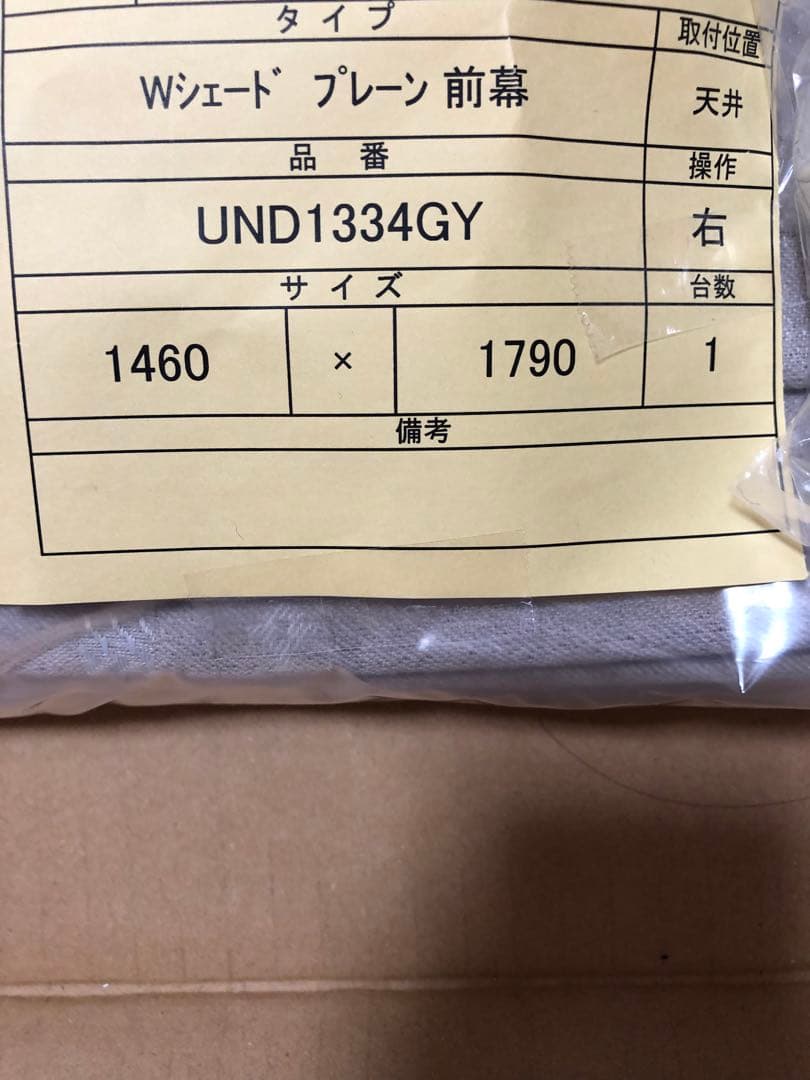 タイプ 取付位置
Wｼｪｰﾄﾞ ﾌﾟﾚｰﾝ 前幕 天井
品番 操作
UND1334GY 右
サイズ 台数
1460 × 1790 1
備考